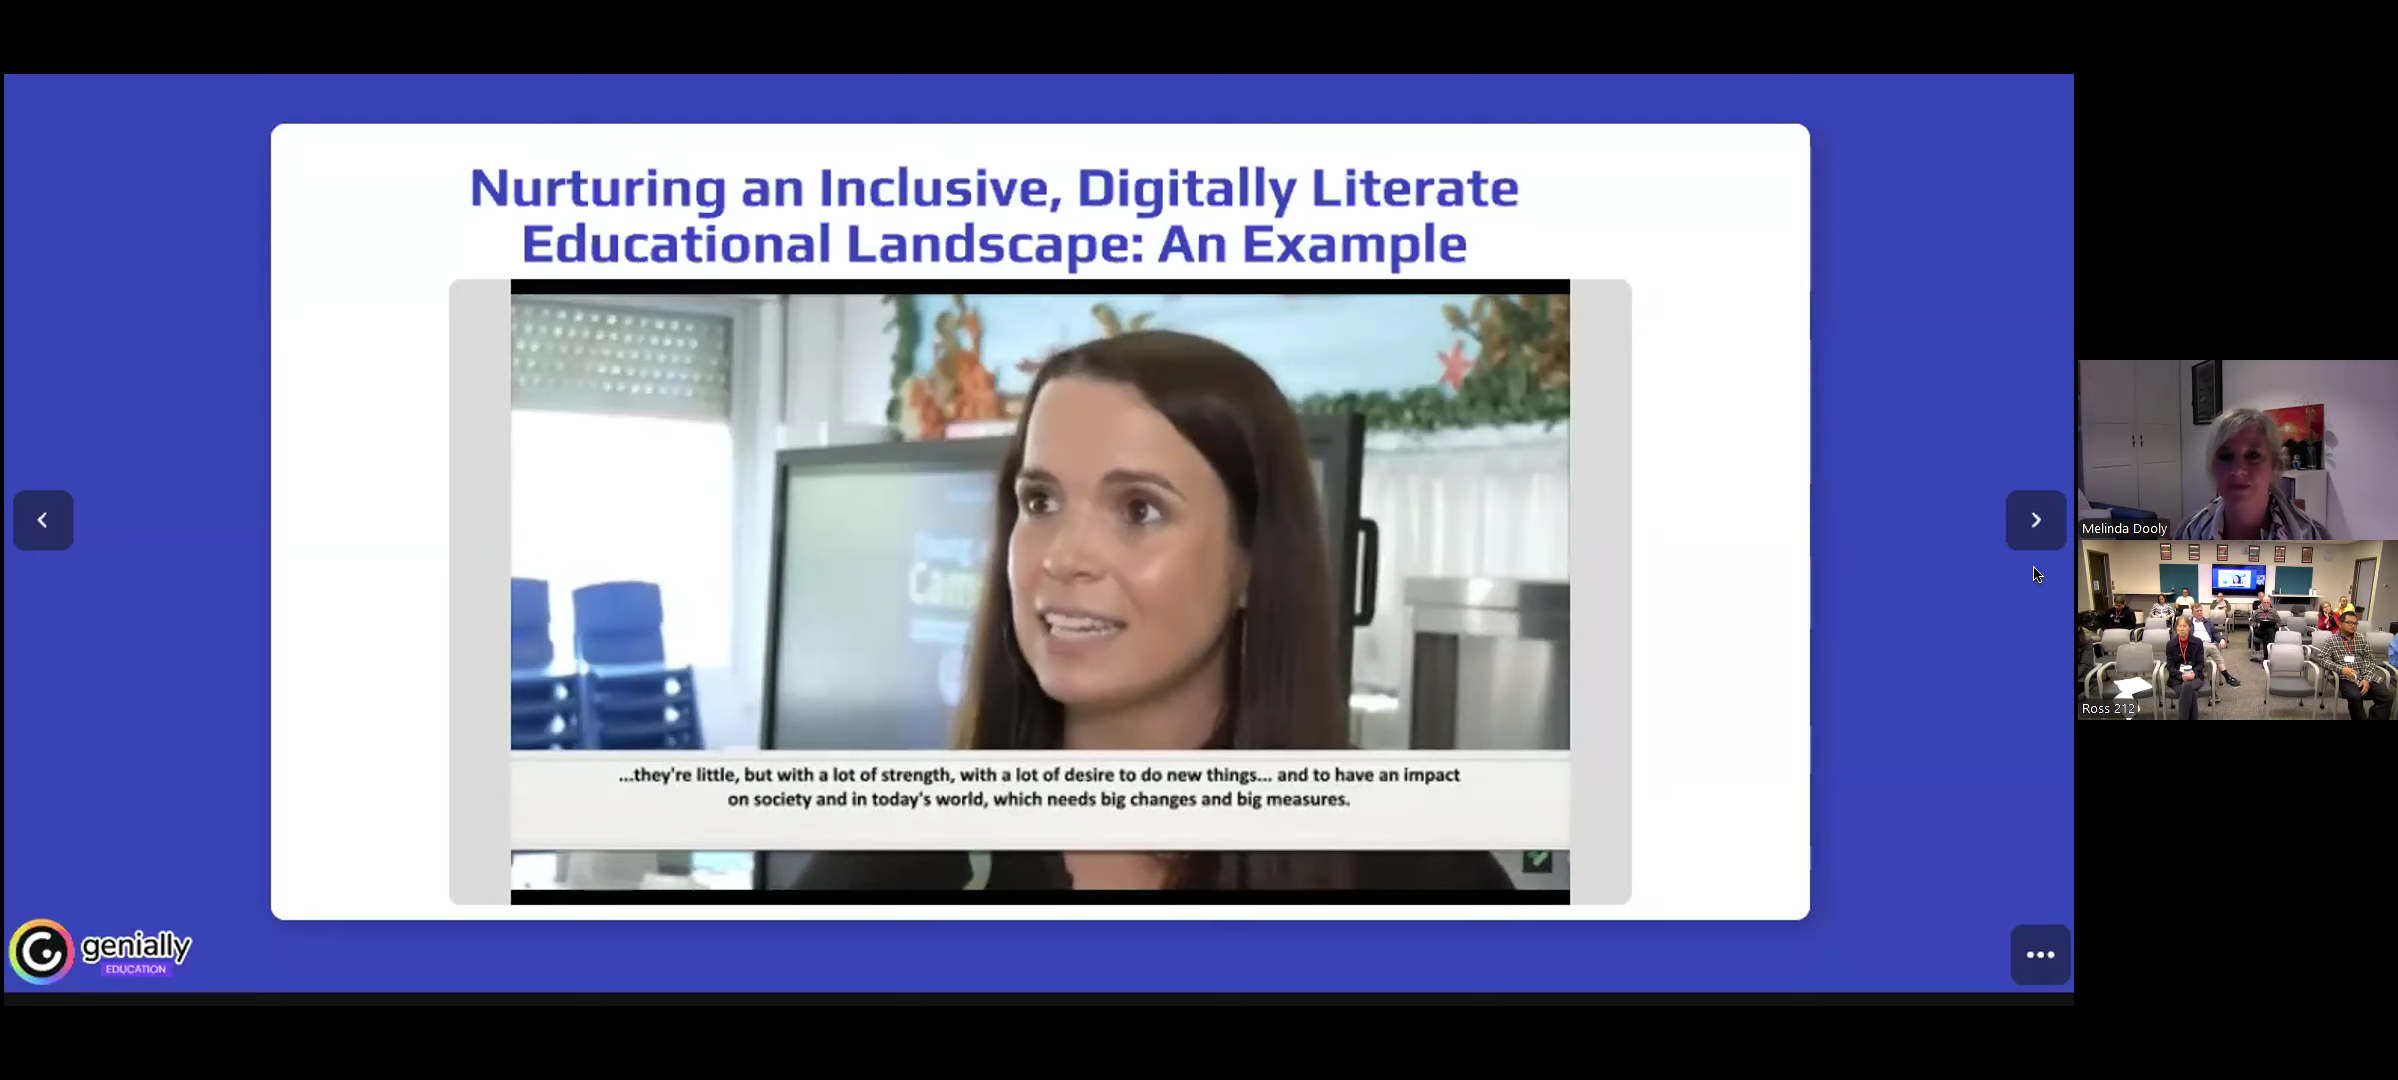 Nurturing an Inclusive, Digitally Literate
Educational Landscape: An Example
...they're little, but with a lot of strength, with a lot of desire to do new things... and to have an impact
on society and in today's world, which needs big changes and big measures.
genially
EDUCATION
Melinda Dooly
Ross 212